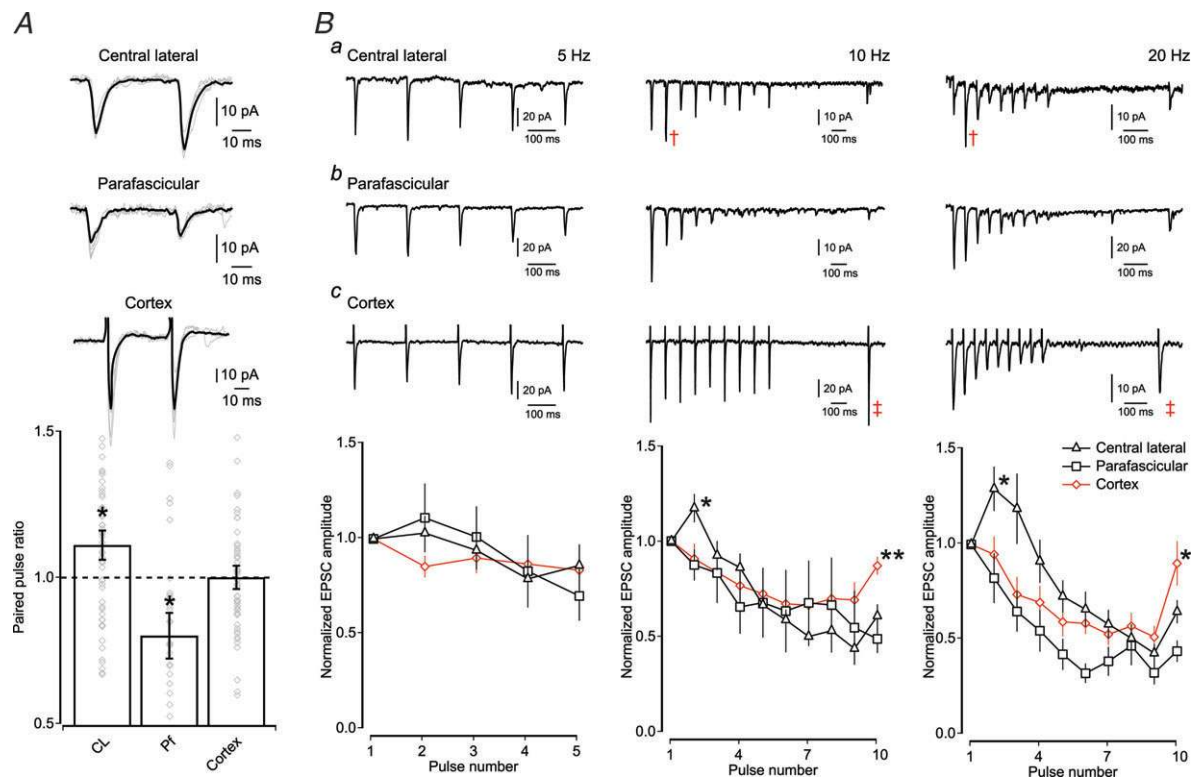 A
Central lateral
10 pA
10 ms
Parafascicular
10 pA
10 ms
Cortex
10 pA
10 ms
1.5
1.0
0.5
Paired pulse ratio
*
*
CL
Pf
Cortex
B
a Central lateral
5 Hz
10 Hz
20 Hz
20 pA
100 ms
†
10 pA
100 ms
†
10 pA
100 ms
b Parafascicular
20 pA
100 ms
10 pA
100 ms
20 pA
100 ms
c Cortex
20 pA
100 ms
20 pA
100 ms
‡
10 pA
100 ms
‡
1.5
1.0
0.5
0.0
Normalized EPSC amplitude
1 2 3 4 5
Pulse number
1.5
1.0
0.5
0.0
Normalized EPSC amplitude
*
**
1 4 7 10
Pulse number
1.5
1.0
0.5
0.0
Normalized EPSC amplitude
*
*
Central lateral
Parafascicular
Cortex
1 4 7 10
Pulse number